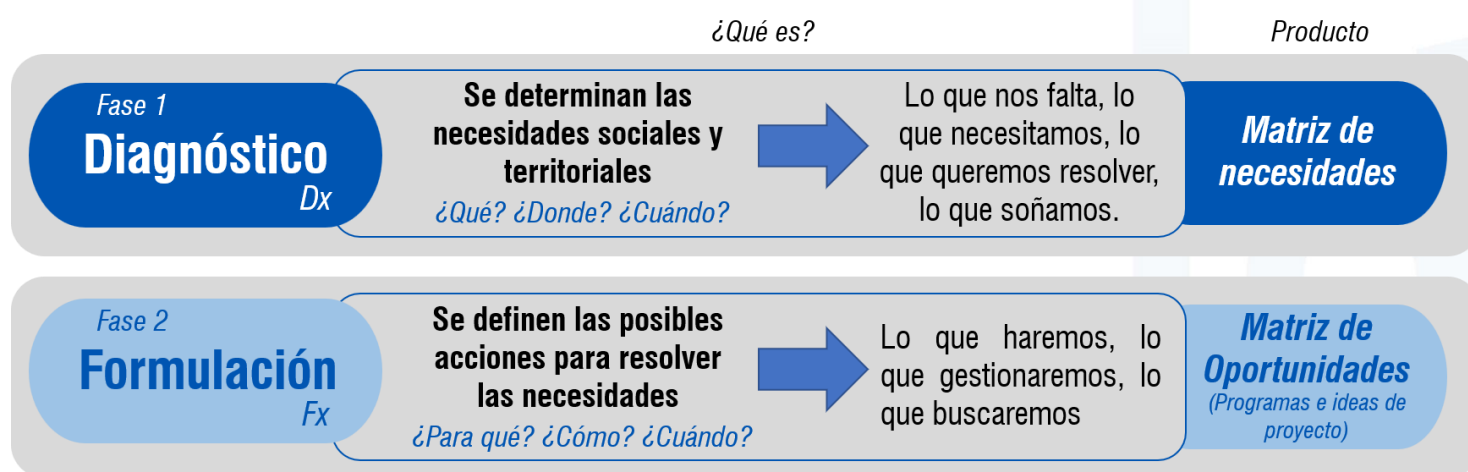 ¿Qué es?
Producto
Fase 1
Diagnóstico
Dx
Se determinan las
necesidades sociales y
territoriales
¿Qué? ¿Donde? ¿Cuándo?
Lo que nos falta, lo
que necesitamos, lo
que queremos resolver,
lo que soñamos.
Matriz de
necesidades
Fase 2
Formulación
Fx
Se definen las posibles
acciones para resolver
las necesidades
¿Para qué? ¿Cómo? ¿Cuándo?
Lo que haremos, lo
que gestionaremos, lo
que buscaremos
Matriz de
Oportunidades
(Programas e ideas de
proyecto)